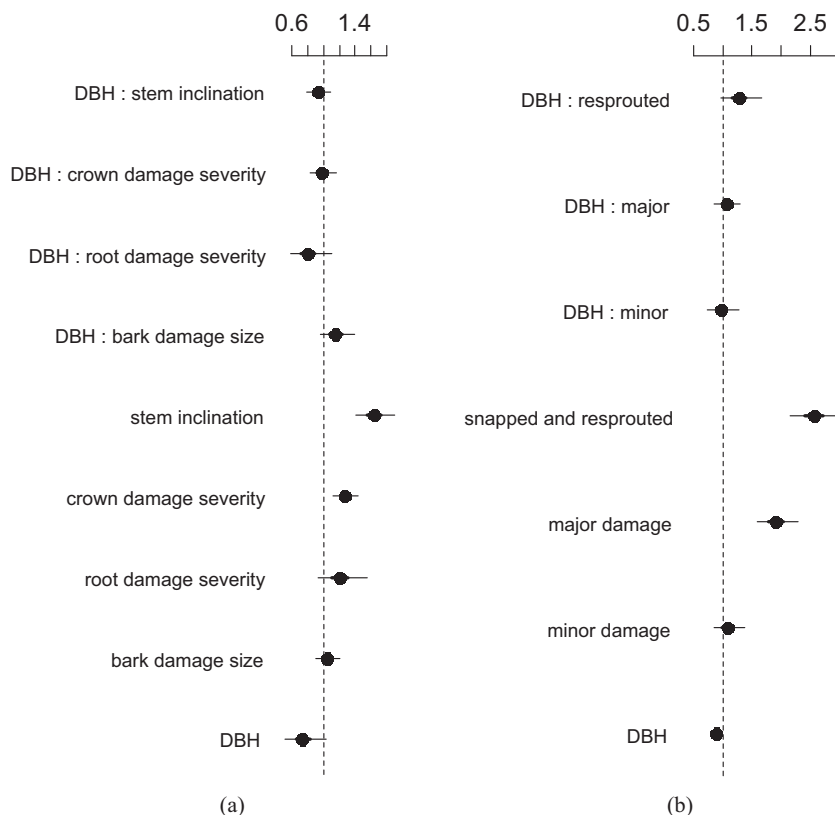 0.6 1.4
DBH : stem inclination
DBH : crown damage severity
DBH : root damage severity
DBH : bark damage size
stem inclination
crown damage severity
root damage severity
bark damage size
DBH
(a)
0.5 1.5 2.5
DBH : resprouted
DBH : major
DBH : minor
snapped and resprouted
major damage
minor damage
DBH
(b)